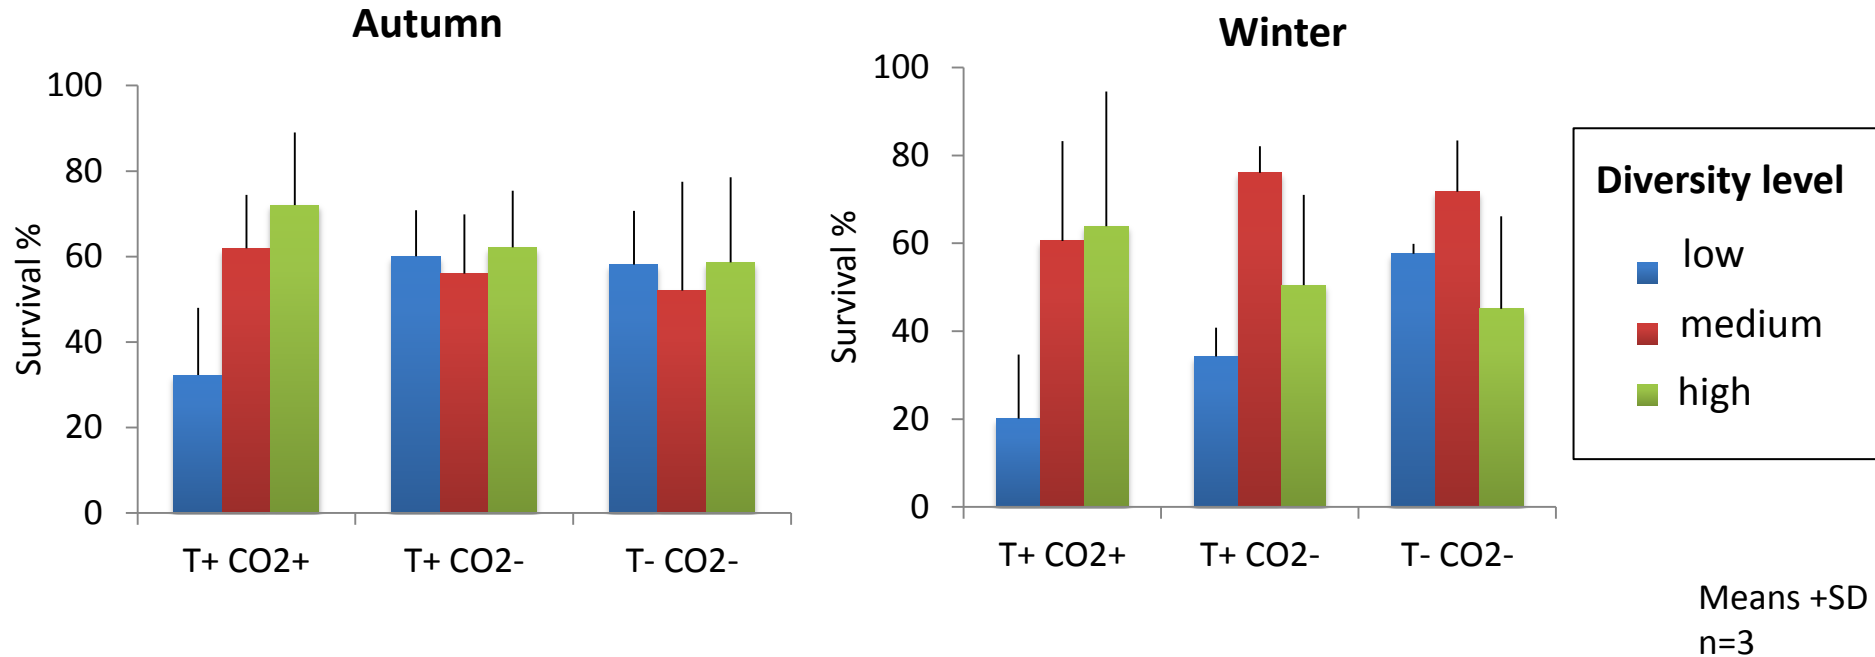 Autumn
Survival %
100
80
60
40
20
0
T+ CO2+
T+ CO2-
T- CO2-
Winter
Survival %
100
80
60
40
20
0
T+ CO2+
T+ CO2-
T- CO2-
Diversity level
low
medium
high
Means +SD
n=3